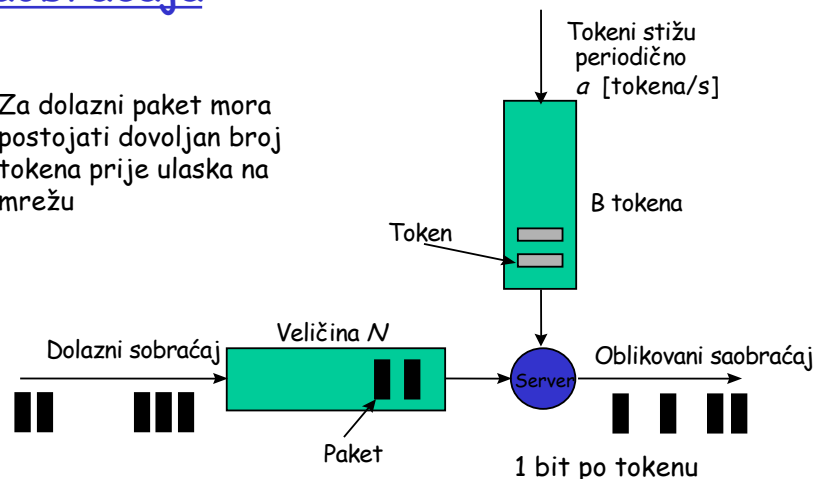 Tokeni stižu
periodično
a [tokena/s]
Za dolazni paket mora
postojati dovoljan broj
tokena prije ulaska na
mrežu
B tokena
Token
Veličina N
Dolazni sobraćaj
Server
Oblikovani saobraćaj
Paket
1 bit po tokenu